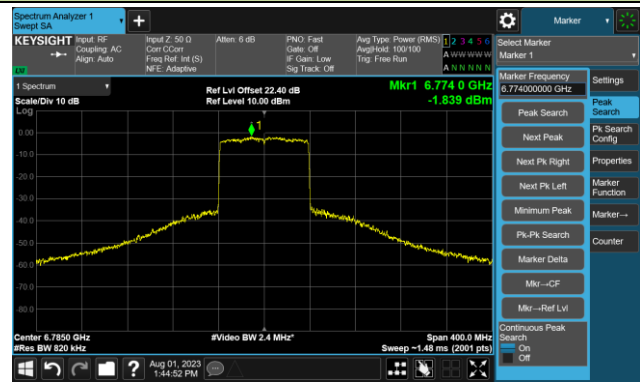 Spectrum Analyzer 1
Swept SA
Marker
KEYSIGHT
Input: RF
Coupling: AC
Align: Auto
Input Z: 50 Ω
Corr CCorr
Freq Ref: Int (S)
NFE: Adaptive
Atten: 6 dB
PNO: Fast
Gate: Off
IF Gain: Low
Sig Track: Off
Avg Type: Power (RMS)
Avg|Hold: 100/100
Trig: Free Run
1 2 3 4 5 6
A W W W W W
A N N N N N
LXI
Select Marker
Marker 1
1 Spectrum
Scale/Div 10 dB
Log
Ref Lvl Offset 22.40 dB
Ref Level 10.00 dBm
Mkr1 6.774 0 GHz
-1.839 dBm
1
0.00
-10.0
-20.0
-30.0
-40.0
-50.0
-60.0
-70.0
-80.0
Center 6.7850 GHz
#Res BW 820 kHz
#Video BW 2.4 MHz*
Span 400.0 MHz
Sweep ~1.48 ms (2001 pts)
Marker Frequency
6.774000000 GHz
Peak Search
Next Peak
Next Pk Right
Next Pk Left
Minimum Peak
Pk-Pk Search
Marker Delta
Mkr→CF
Mkr→Ref Lvl
Continuous Peak
Search
On
Off
Settings
Peak
Search
Pk Search
Config
Properties
Marker
Function
Marker→
Counter
Aug 01, 2023
1:44:52 PM